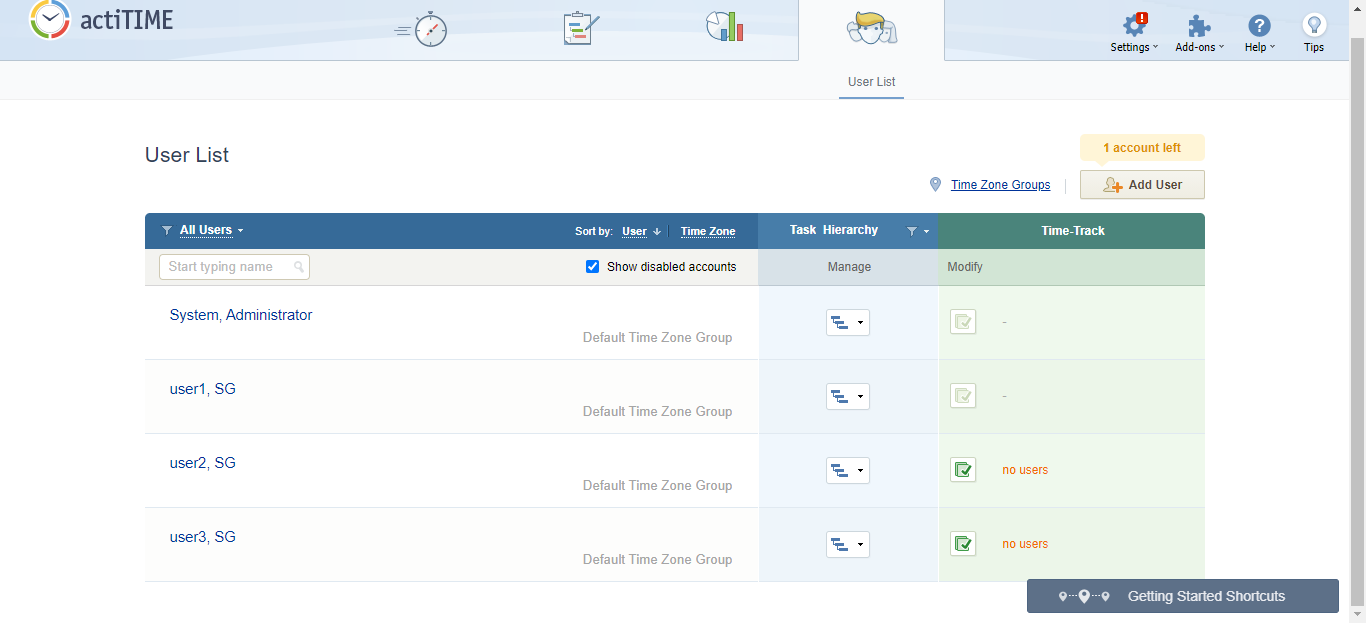 actiTIME
Settings Add-ons Help Tips
User List
User List
1 account left
Time Zone Groups Add User
All Users Sort by: User Time Zone Task Hierarchy Time-Track
Start typing name Show disabled accounts Manage Modify
System, Administrator
Default Time Zone Group -
user1, SG
Default Time Zone Group -
user2, SG
Default Time Zone Group no users
user3, SG
Default Time Zone Group no users
Getting Started Shortcuts